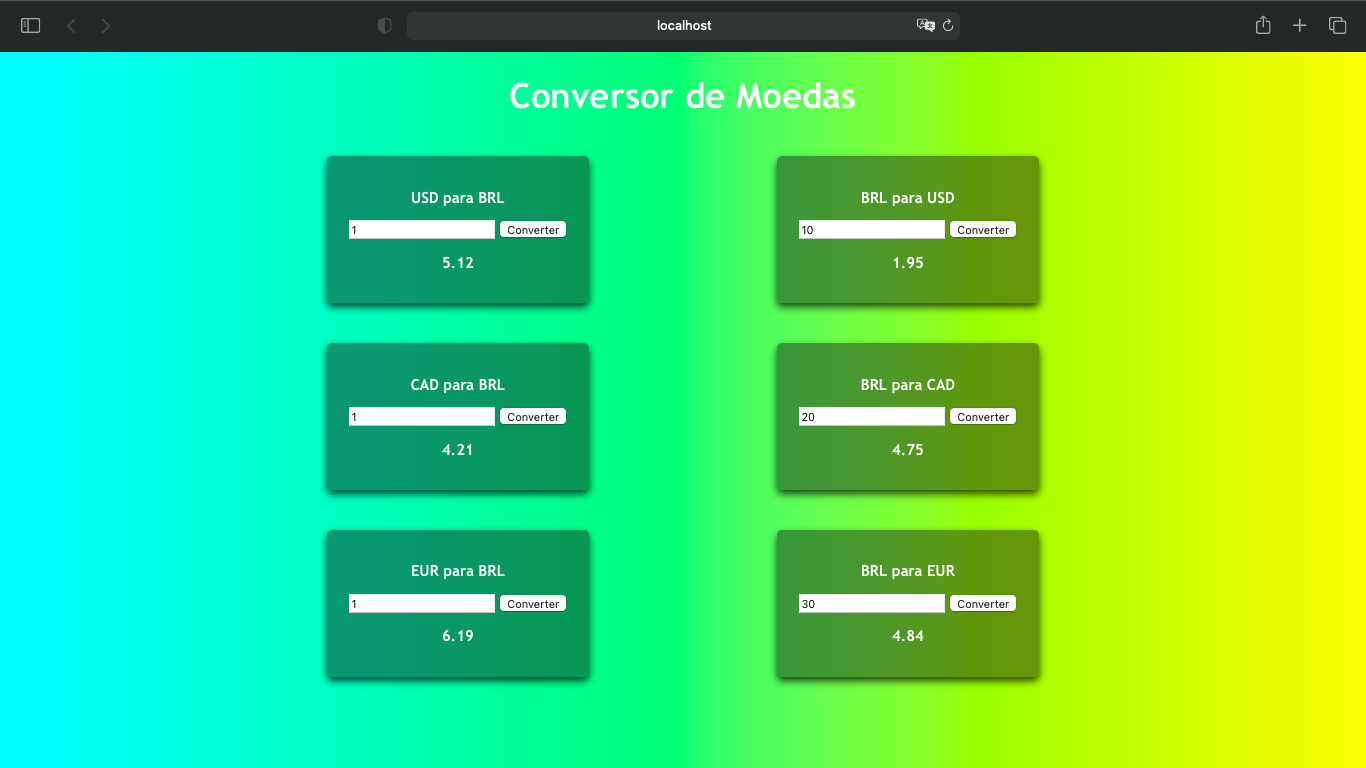 localhost
Conversor de Moedas
USD para BRL
1 Converter
5.12
BRL para USD
10 Converter
1.95
CAD para BRL
1 Converter
4.21
BRL para CAD
20 Converter
4.75
EUR para BRL
1 Converter
6.19
BRL para EUR
30 Converter
4.84